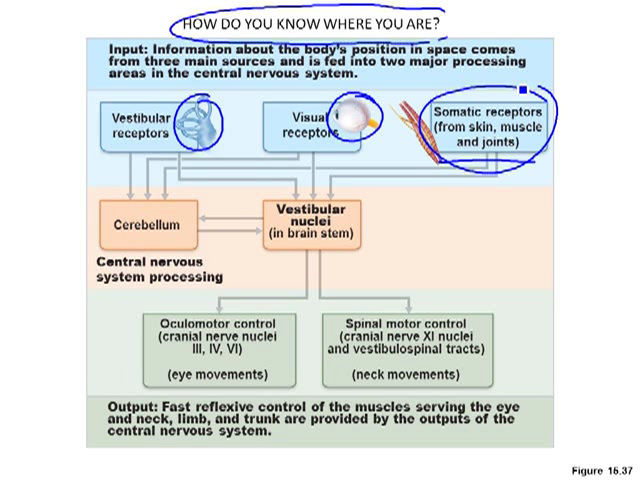 HOW DO YOU KNOW WHERE YOU ARE?
Input: Information about the body's position in space comes
from three main sources and is fed into two major processing
areas in the central nervous system.
Vestibular
receptors
Visual
receptors
Somatic receptors
(from skin, muscle
and joints)
Cerebellum
Vestibular
nuclei
(in brain stem)
Central nervous
system processing
Oculomotor control
(cranial nerve nuclei
III, IV, VI)
(eye movements)
Spinal motor control
(cranial nerve XI nuclei
and vestibulospinal tracts)
(neck movements)
Output: Fast reflexive control of the muscles serving the eye
and neck, limb, and trunk are provided by the outputs of the
central nervous system.
Figure 15.37